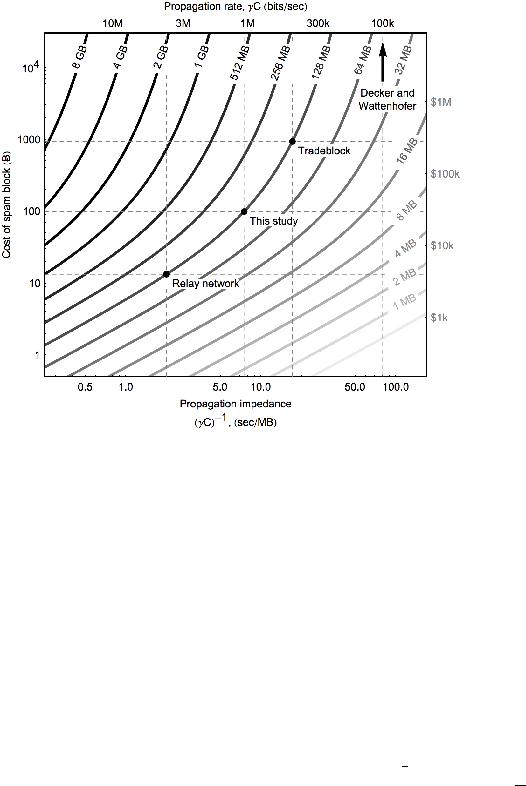 Propagation rate, γC (bits/sec)
10M 3M 1M 300k 100k
8 GB 4 GB 2 GB 1 GB 512 MB 256 MB 128 MB 64 MB 32 MB
10^4
Decker and
Wattenhofer
$1M
1000
Tradeblock
16 MB
$100k
Cost of spam block (Ƀ)
100
This study
8 MB
$10k
4 MB
10
Relay network
2 MB
1 MB
$1k
1
0.5 1.0 5.0 10.0 50.0 100.0
Propagation impedance
(γC)^−1, (sec/MB)